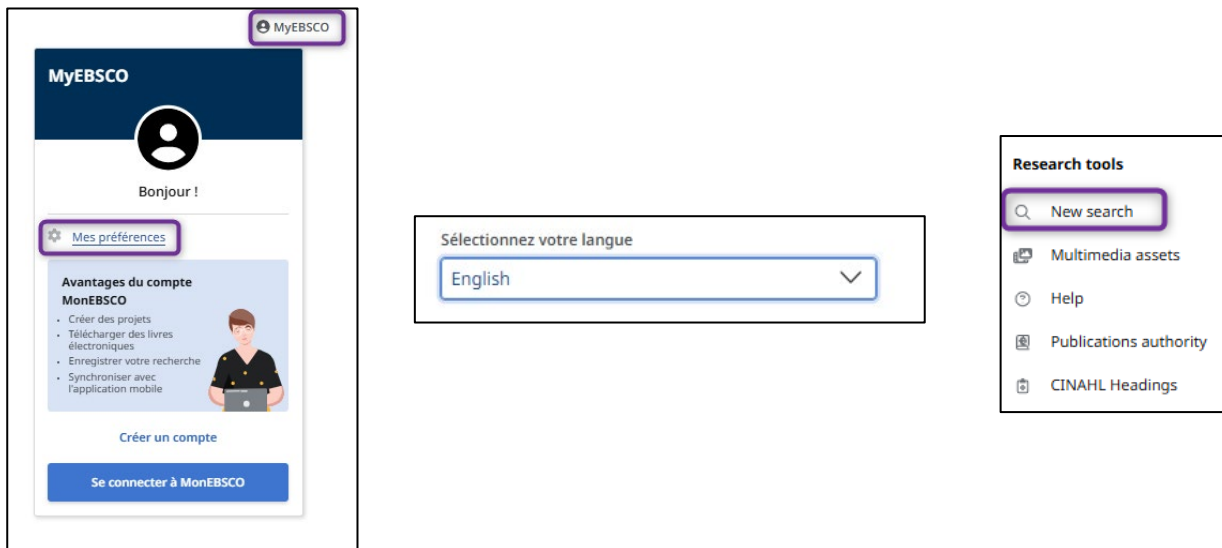 MyEBSCO
MyEBSCO
Bonjour !
Mes préférences
Avantages du compte
MonEBSCO
• Créer des projets
• Télécharger des livres
électroniques
• Enregistrer votre recherche
• Synchroniser avec
l'application mobile
Créer un compte
Se connecter à MonEBSCO
Sélectionnez votre langue
English
Research tools
New search
Multimedia assets
Help
Publications authority
CINAHL Headings